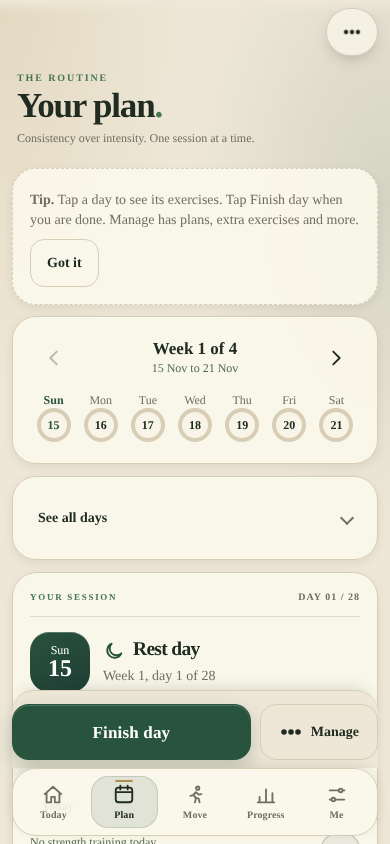 THE ROUTINE
Your plan.
Consistency over intensity. One session at a time.
Tip. Tap a day to see its exercises. Tap Finish day when
you are done. Manage has plans, extra exercises and more.
Got it
Week 1 of 4
15 Nov to 21 Nov
Sun Mon Tue Wed Thu Fri Sat
15 16 17 18 19 20 21
See all days
YOUR SESSION DAY 01 / 28
Sun
15
Rest day
Week 1, day 1 of 28
Finish day
Manage
Today Plan Move Progress Me
No strength training today